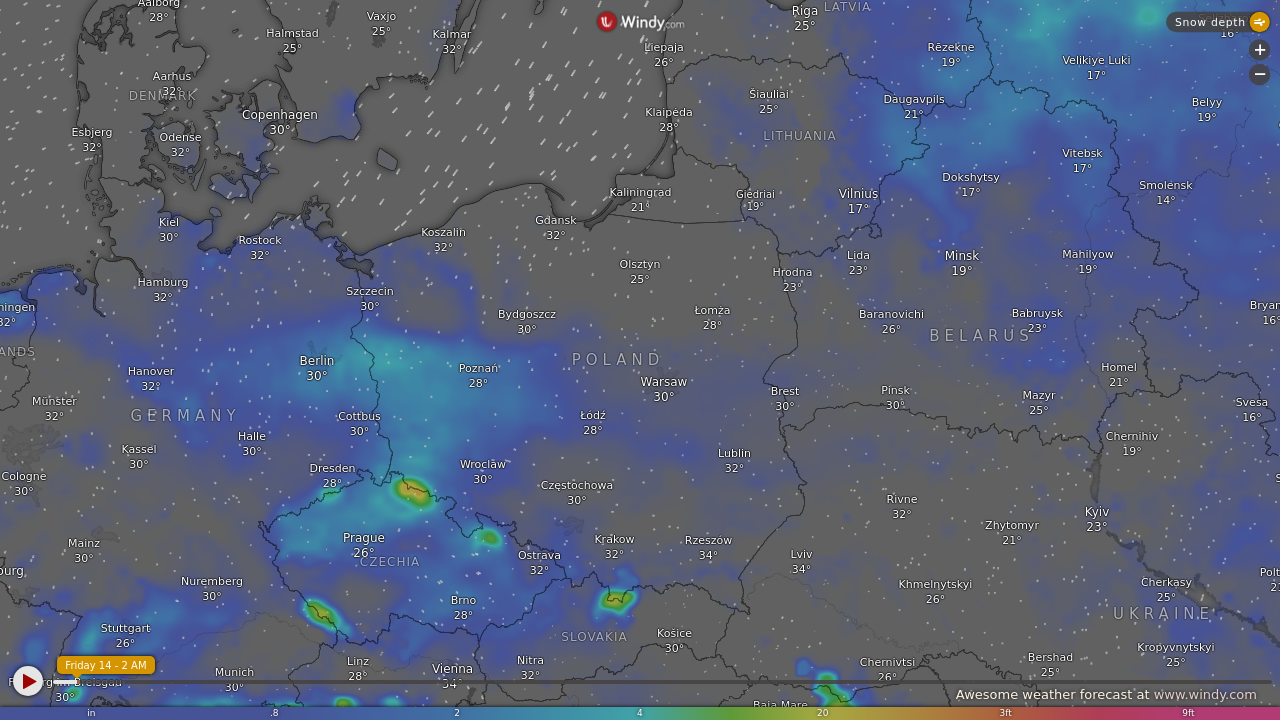 Aalborg
28°
Vaxjo
25°
Windy.com
Riga
25°
LATVIA
Snow depth
16°
Halmstad
25°
Kalmar
32°
Liepaja
26°
Rēzekne
19°
Velikiye Luki
17°
+
−
Aarhus
32°
DENMARK
Šiauliai
25°
Daugavpils
21°
Belyy
19°
Copenhagen
30°
Klaipėda
28°
Esbjerg
32°
Odense
32°
LITHUANIA
Vitebsk
17°
Kaliningrad
21°
Giedriai
19°
Vilnius
17°
Dokshytsy
17°
Smolensk
14°
Kiel
30°
Rostock
32°
Koszalin
32°
Gdansk
32°
Lida
23°
Minsk
19°
Mahilyow
19°
Hamburg
32°
Szczecin
30°
Olsztyn
25°
Hrodna
23°
ningen
32°
Bydgoszcz
30°
Łomża
28°
Baranovichi
26°
Babruysk
23°
Bryan
16°
ANDS
BELARUS
Berlin
30°
Poznań
28°
POLAND
Hanover
32°
Warsaw
30°
Homel
21°
Münster
32°
GERMANY
Cottbus
30°
Łódź
28°
Brest
30°
Pinsk
30°
Mazyr
25°
Svesa
16°
Kassel
30°
Halle
30°
Lublin
32°
Chernihiv
19°
Cologne
30°
Dresden
28°
Wroclaw
30°
Częstochowa
30°
Rivne
32°
Kyiv
23°
Mainz
30°
Prague
26°
CZECHIA
Ostrava
32°
Krakow
32°
Rzeszow
34°
Lviv
34°
Zhytomyr
21°
Nuremberg
30°
Brno
28°
Khmelnytskyi
26°
Cherkasy
25°
UKRAINE
Stuttgart
26°
SLOVAKIA
Košice
30°
Kropyvnytskyi
25°
Friday 14 - 2 AM
Munich
30°
Linz
28°
Vienna
34°
Nitra
32°
Chernivtsi
26°
Bershad
25°
30°
Baia Mare
Awesome weather forecast at www.windy.com
in .8 2 4 20 3ft 9ft